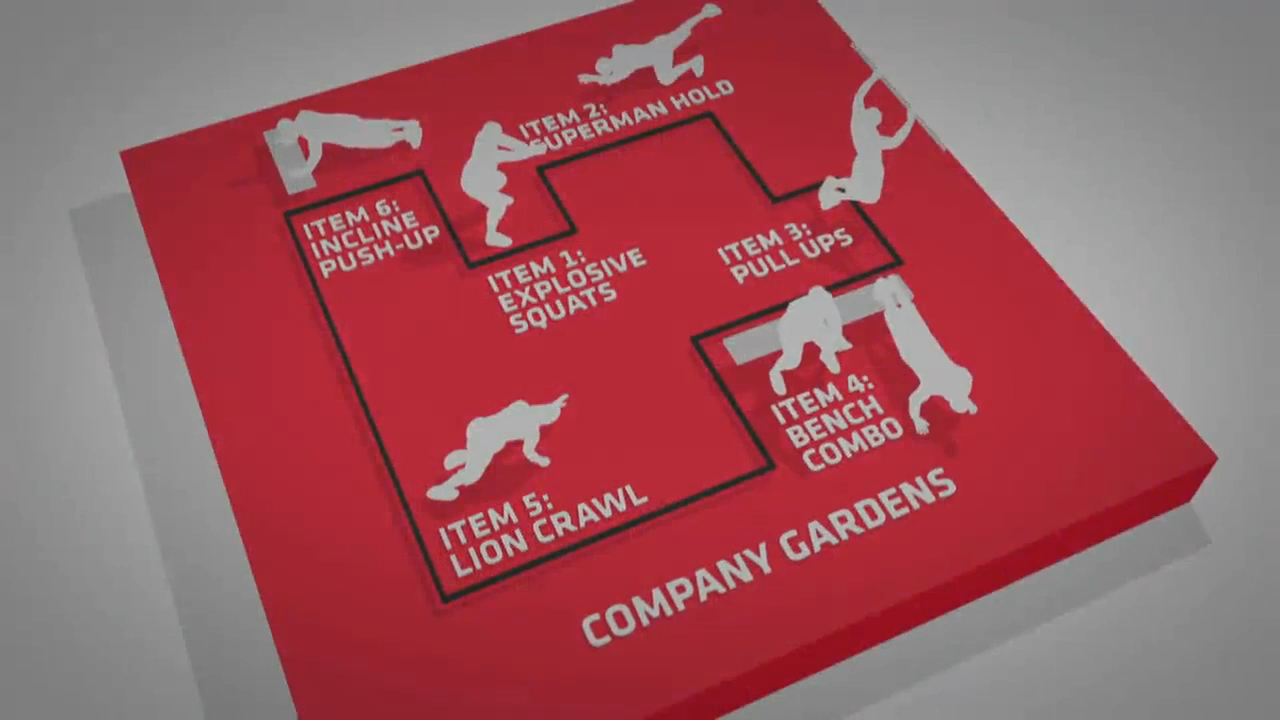 ITEM 2:
SUPERMAN HOLD
ITEM 6:
INCLINE
PUSH-UP
ITEM 1:
EXPLOSIVE
SQUATS
ITEM 3:
PULL UPS
ITEM 4:
BENCH
COMBO
ITEM 5:
LION CRAWL
COMPANY GARDENS